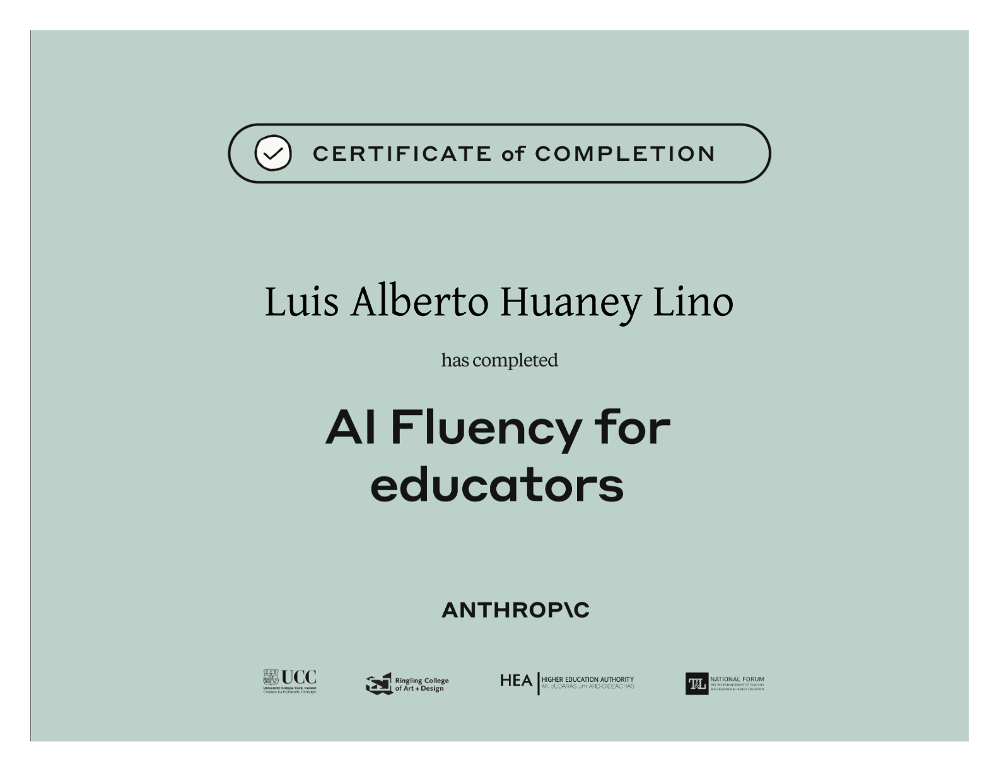 CERTIFICATE of COMPLETION
Luis Alberto Huaney Lino
has completed
AI Fluency for
educators
ANTHROP\C
UCC
University College Cork, Ireland
Coláiste na hOllscoile Corcaigh
Ringling College
of Art + Design
HEA
HIGHER EDUCATION AUTHORITY
AN tÚDARÁS um ARD-OIDEACHAS
T&L
NATIONAL FORUM
FOR THE ENHANCEMENT OF TEACHING
AND LEARNING IN HIGHER EDUCATION